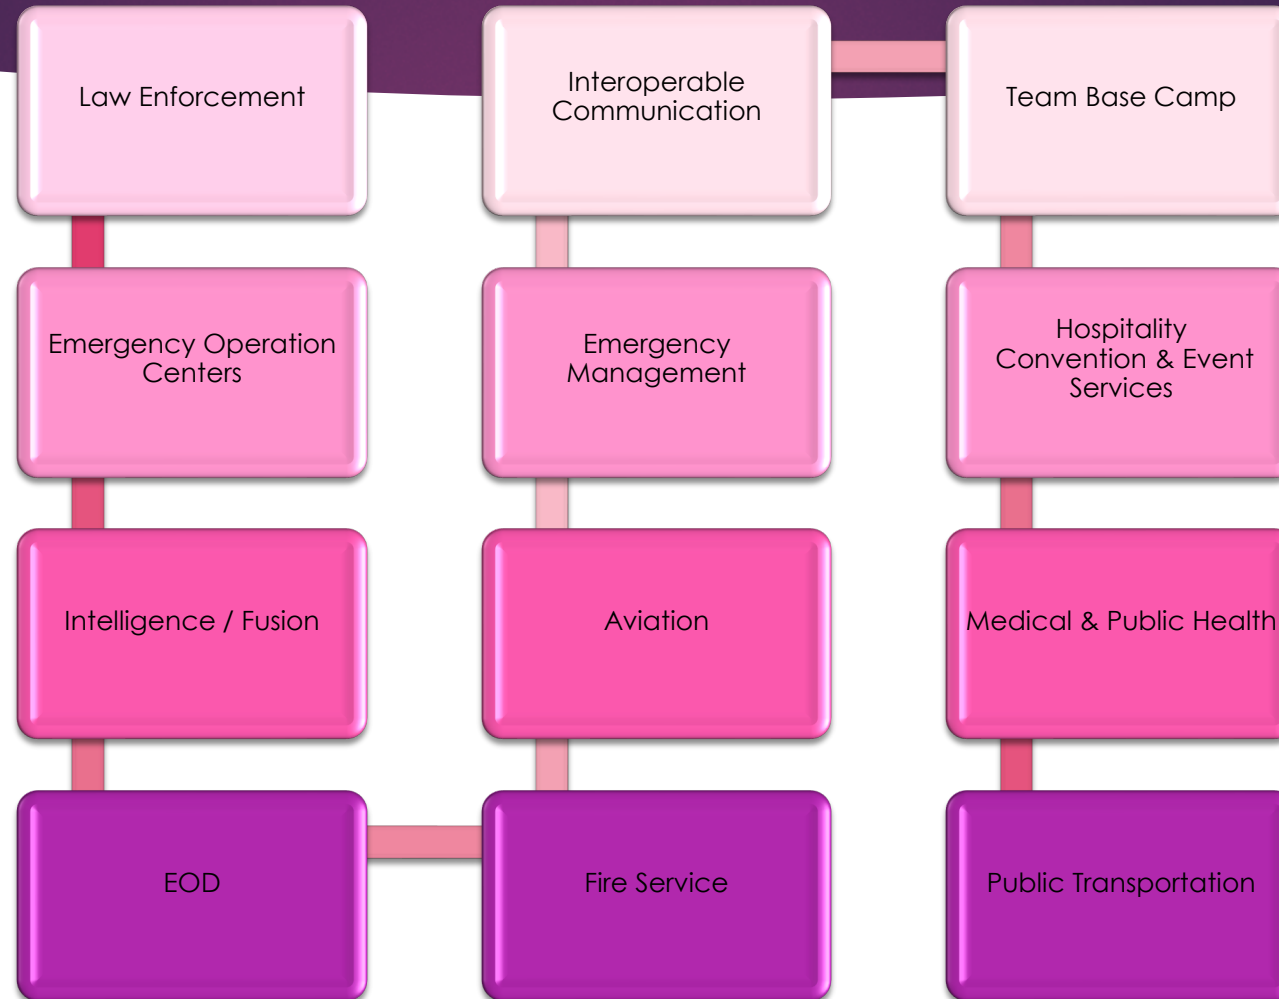 Law Enforcement
Interoperable
Communication
Team Base Camp
Emergency Operation
Centers
Emergency
Management
Hospitality
Convention & Event
Services
Intelligence / Fusion
Aviation
Medical & Public Health
EOD
Fire Service
Public Transportation